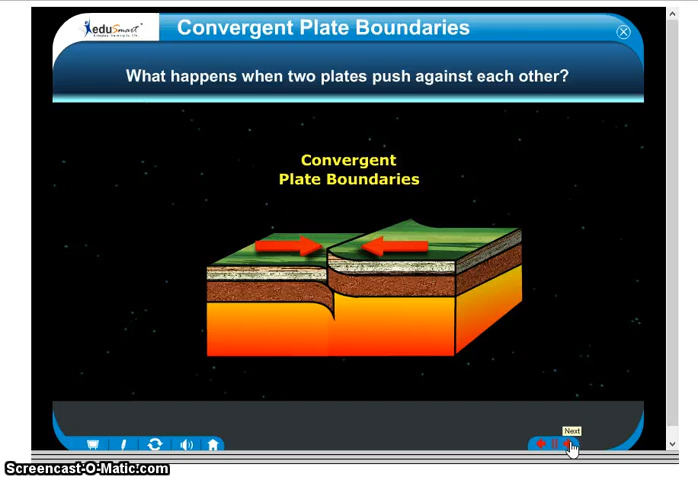 eduSmart
Convergent Plate Boundaries
What happens when two plates push against each other?
Convergent
Plate Boundaries
Next
Screencast-O-Matic.com